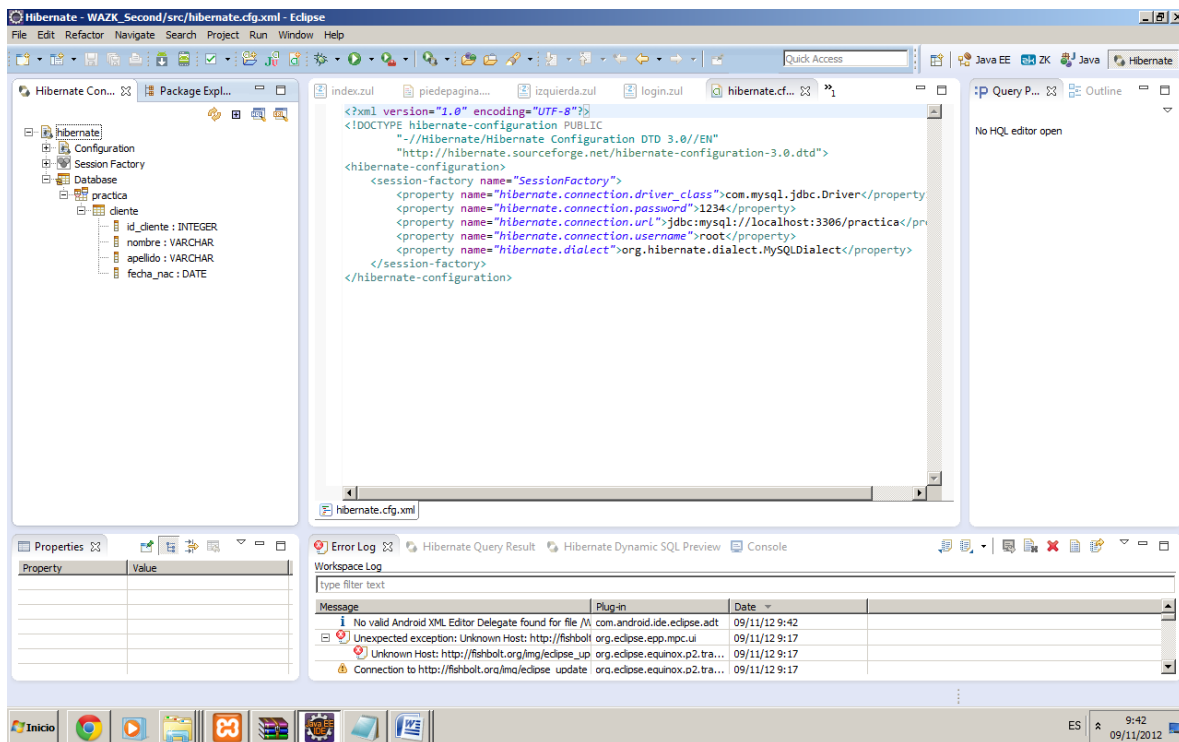 Hibernate - WAZK_Second/src/hibernate.cfg.xml - Eclipse
File Edit Refactor Navigate Search Project Run Window Help
Quick Access
Java EE ZK Java Hibernate
Hibernate Con... Package Expl...
hibernate
Configuration
Session Factory
Database
practica
cliente
id_cliente : INTEGER
nombre : VARCHAR
apellido : VARCHAR
fecha_nac : DATE
index.zul piedepagina.... izquierda.zul login.zul hibernate.cf... »1
<?xml version="1.0" encoding="UTF-8"?>
<!DOCTYPE hibernate-configuration PUBLIC
"-//Hibernate/Hibernate Configuration DTD 3.0//EN"
"http://hibernate.sourceforge.net/hibernate-configuration-3.0.dtd">
<hibernate-configuration>
<session-factory name="SessionFactory">
<property name="hibernate.connection.driver_class">com.mysql.jdbc.Driver</property
<property name="hibernate.connection.password">1234</property>
<property name="hibernate.connection.url">jdbc:mysql://localhost:3306/practica</pr
<property name="hibernate.connection.username">root</property>
<property name="hibernate.dialect">org.hibernate.dialect.MySQLDialect</property>
</session-factory>
</hibernate-configuration>
hibernate.cfg.xml
Query P... Outline
No HQL editor open
Properties
Property Value
Error Log Hibernate Query Result Hibernate Dynamic SQL Preview Console
Workspace Log
type filter text
Message Plug-in Date
No valid Android XML Editor Delegate found for file com.android.ide.eclipse.adt 09/11/12 9:42
Unexpected exception: Unknown Host: http://fishbolt org.eclipse.epp.mpc.ui 09/11/12 9:17
Unknown Host: http://fishbolt.org/img/eclipse_up org.eclipse.equinox.p2.tra... 09/11/12 9:17
Connection to http://fishbolt.org/img/eclipse_update org.eclipse.equinox.p2.tra... 09/11/12 9:17
Inicio
Java EE
IDE
ES
9:42
09/11/2012